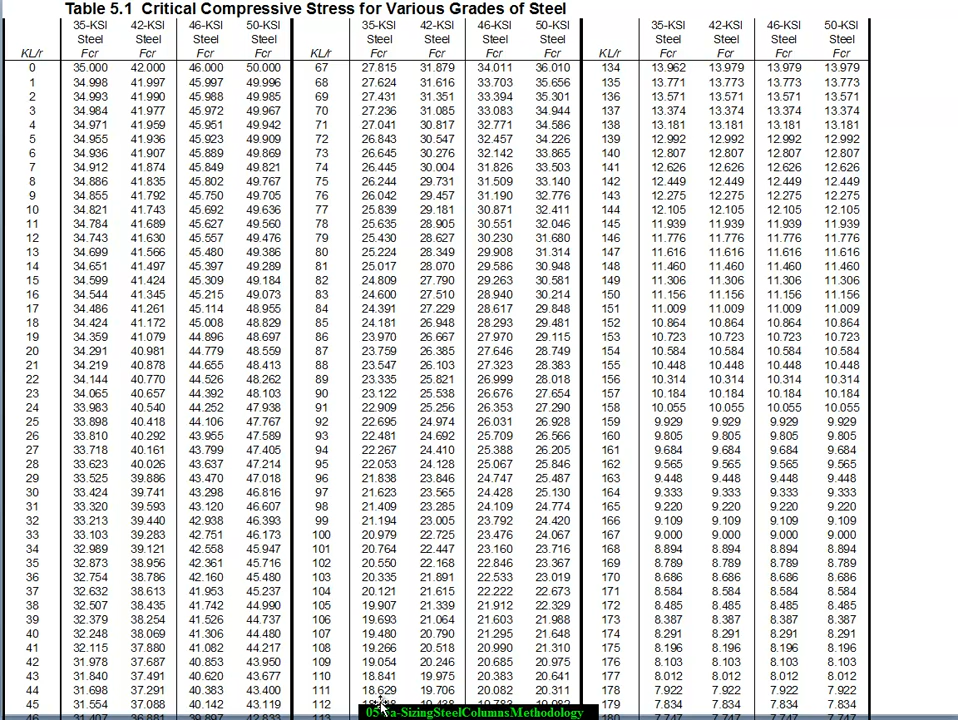 Table 5.1 Critical Compressive Stress for Various Grades of Steel
35-KSI 42-KSI 46-KSI 50-KSI 35-KSI 42-KSI 46-KSI 50-KSI 35-KSI 42-KSI 46-KSI 50-KSI
Steel Steel Steel Steel Steel Steel Steel Steel Steel Steel Steel Steel
KL/r Fcr Fcr Fcr Fcr KL/r Fcr Fcr Fcr Fcr KL/r Fcr Fcr Fcr Fcr
0 35.000 42.000 46.000 50.000 67 27.815 31.879 34.011 36.010 134 13.962 13.979 13.979 13.979
1 34.998 41.997 45.997 49.996 68 27.624 31.616 33.703 35.656 135 13.771 13.773 13.773 13.773
2 34.993 41.990 45.988 49.985 69 27.431 31.351 33.394 35.301 136 13.571 13.571 13.571 13.571
3 34.984 41.977 45.972 49.967 70 27.236 31.085 33.083 34.944 137 13.374 13.374 13.374 13.374
4 34.971 41.959 45.951 49.942 71 27.041 30.817 32.771 34.586 138 13.181 13.181 13.181 13.181
5 34.955 41.936 45.923 49.909 72 26.843 30.547 32.457 34.226 139 12.992 12.992 12.992 12.992
6 34.936 41.907 45.889 49.869 73 26.645 30.276 32.142 33.865 140 12.807 12.807 12.807 12.807
7 34.912 41.874 45.849 49.821 74 26.445 30.004 31.826 33.503 141 12.626 12.626 12.626 12.626
8 34.886 41.835 45.802 49.767 75 26.244 29.731 31.509 33.140 142 12.449 12.449 12.449 12.449
9 34.855 41.792 45.750 49.705 76 26.042 29.457 31.190 32.776 143 12.275 12.275 12.275 12.275
10 34.821 41.743 45.692 49.636 77 25.839 29.181 30.871 32.411 144 12.105 12.105 12.105 12.105
11 34.784 41.689 45.627 49.560 78 25.635 28.905 30.551 32.046 145 11.939 11.939 11.939 11.939
12 34.743 41.630 45.557 49.476 79 25.430 28.627 30.230 31.680 146 11.776 11.776 11.776 11.776
13 34.699 41.566 45.480 49.386 80 25.224 28.349 29.908 31.314 147 11.616 11.616 11.616 11.616
14 34.651 41.497 45.397 49.289 81 25.017 28.070 29.586 30.948 148 11.460 11.460 11.460 11.460
15 34.599 41.424 45.309 49.184 82 24.809 27.790 29.263 30.581 149 11.306 11.306 11.306 11.306
16 34.544 41.345 45.215 49.073 83 24.600 27.510 28.940 30.214 150 11.156 11.156 11.156 11.156
17 34.486 41.261 45.114 48.955 84 24.391 27.229 28.617 29.848 151 11.009 11.009 11.009 11.009
18 34.424 41.172 45.008 48.829 85 24.181 26.948 28.293 29.481 152 10.864 10.864 10.864 10.864
19 34.359 41.079 44.896 48.697 86 23.970 26.667 27.970 29.115 153 10.723 10.723 10.723 10.723
20 34.291 40.981 44.779 48.559 87 23.759 26.385 27.646 28.749 154 10.584 10.584 10.584 10.584
21 34.219 40.878 44.655 48.413 88 23.547 26.103 27.323 28.383 155 10.448 10.448 10.448 10.448
22 34.144 40.770 44.526 48.262 89 23.335 25.821 26.999 28.018 156 10.314 10.314 10.314 10.314
23 34.065 40.657 44.392 48.103 90 23.122 25.538 26.676 27.654 157 10.184 10.184 10.184 10.184
24 33.983 40.540 44.252 47.938 91 22.909 25.256 26.353 27.290 158 10.055 10.055 10.055 10.055
25 33.898 40.418 44.106 47.767 92 22.695 24.974 26.031 26.928 159 9.929 9.929 9.929 9.929
26 33.810 40.292 43.955 47.589 93 22.481 24.692 25.709 26.566 160 9.805 9.805 9.805 9.805
27 33.718 40.161 43.799 47.405 94 22.267 24.410 25.388 26.205 161 9.684 9.684 9.684 9.684
28 33.623 40.026 43.637 47.214 95 22.053 24.128 25.067 25.846 162 9.565 9.565 9.565 9.565
29 33.525 39.886 43.470 47.018 96 21.838 23.846 24.747 25.487 163 9.448 9.448 9.448 9.448
30 33.424 39.741 43.298 46.816 97 21.623 23.565 24.428 25.130 164 9.333 9.333 9.333 9.333
31 33.320 39.593 43.120 46.607 98 21.409 23.285 24.109 24.774 165 9.220 9.220 9.220 9.220
32 33.213 39.440 42.938 46.393 99 21.194 23.005 23.792 24.420 166 9.109 9.109 9.109 9.109
33 33.103 39.283 42.751 46.173 100 20.979 22.725 23.476 24.067 167 9.000 9.000 9.000 9.000
34 32.989 39.121 42.558 45.947 101 20.764 22.447 23.160 23.716 168 8.894 8.894 8.894 8.894
35 32.873 38.956 42.361 45.716 102 20.550 22.168 22.846 23.367 169 8.789 8.789 8.789 8.789
36 32.754 38.786 42.160 45.480 103 20.335 21.891 22.533 23.019 170 8.686 8.686 8.686 8.686
37 32.632 38.613 41.953 45.237 104 20.121 21.615 22.222 22.673 171 8.584 8.584 8.584 8.584
38 32.507 38.435 41.742 44.990 105 19.907 21.339 21.912 22.329 172 8.485 8.485 8.485 8.485
39 32.379 38.254 41.526 44.737 106 19.693 21.064 21.603 21.988 173 8.387 8.387 8.387 8.387
40 32.248 38.069 41.306 44.480 107 19.480 20.790 21.295 21.648 174 8.291 8.291 8.291 8.291
41 32.115 37.880 41.082 44.217 108 19.266 20.518 20.990 21.310 175 8.196 8.196 8.196 8.196
42 31.978 37.687 40.853 43.950 109 19.054 20.246 20.685 20.975 176 8.103 8.103 8.103 8.103
43 31.840 37.491 40.620 43.677 110 18.841 19.975 20.383 20.641 177 8.012 8.012 8.012 8.012
44 31.698 37.291 40.383 43.400 111 18.629 19.706 20.082 20.311 178 7.922 7.922 7.922 7.922
45 31.554 37.088 40.142 43.119 112 179 7.834 7.834 7.834 7.834
46 31.407 36.881 39.897 42.833 113 180 7.747 7.747 7.747 7.747
a-SizingSteelColumnsMethodology